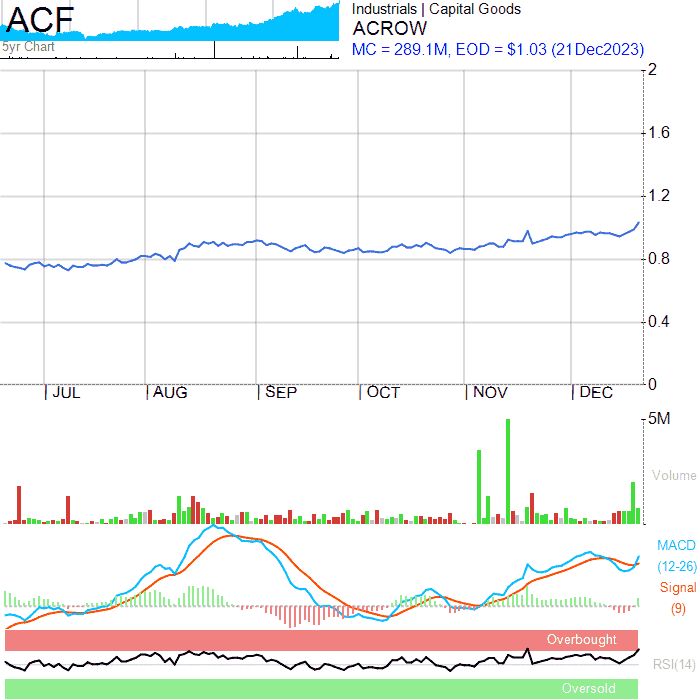 ACF
5yr Chart
Industrials | Capital Goods
ACROW
MC = 289.1M, EOD = $1.03 (21Dec2023)
2
1.6
1.2
0.8
0.4
0
JUL AUG SEP OCT NOV DEC
5M
Volume
MACD
(12-26)
Signal
(9)
Overbought
RSI(14)
Oversold